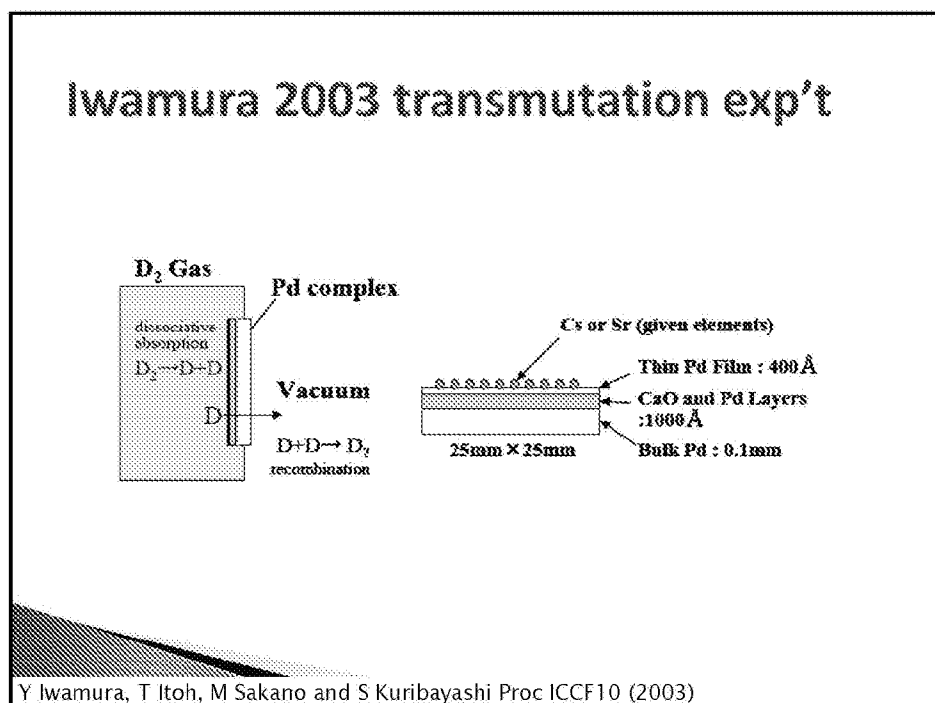 Iwamura 2003 transmutation exp't
D₂ Gas
Pd complex
dissociative
absorption
D₂→D+D
Vacuum
D
D+D→ D₂
recombination
Cs or Sr (given elements)
Thin Pd Film : 400Å
CaO and Pd Layers
:1000Å
Bulk Pd : 0.1mm
25mm×25mm
Y Iwamura, T Itoh, M Sakano and S Kuribayashi Proc ICCF10 (2003)